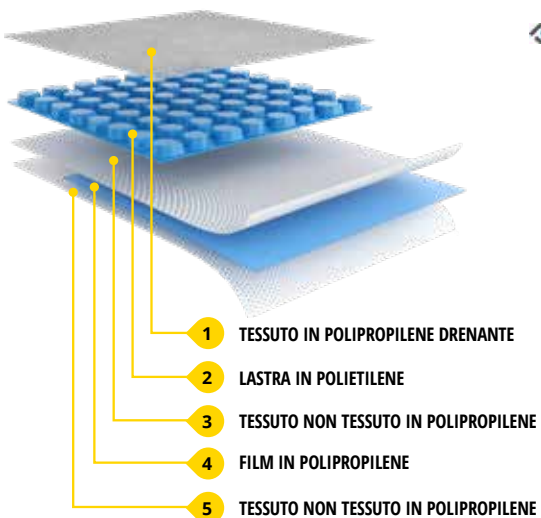 1 TESSUTO IN POLIPROPILENE DRENANTE
2 LASTRA IN POLIETILENE
3 TESSUTO NON TESSUTO IN POLIPROPILENE
4 FILM IN POLIPROPILENE
5 TESSUTO NON TESSUTO IN POLIPROPILENE